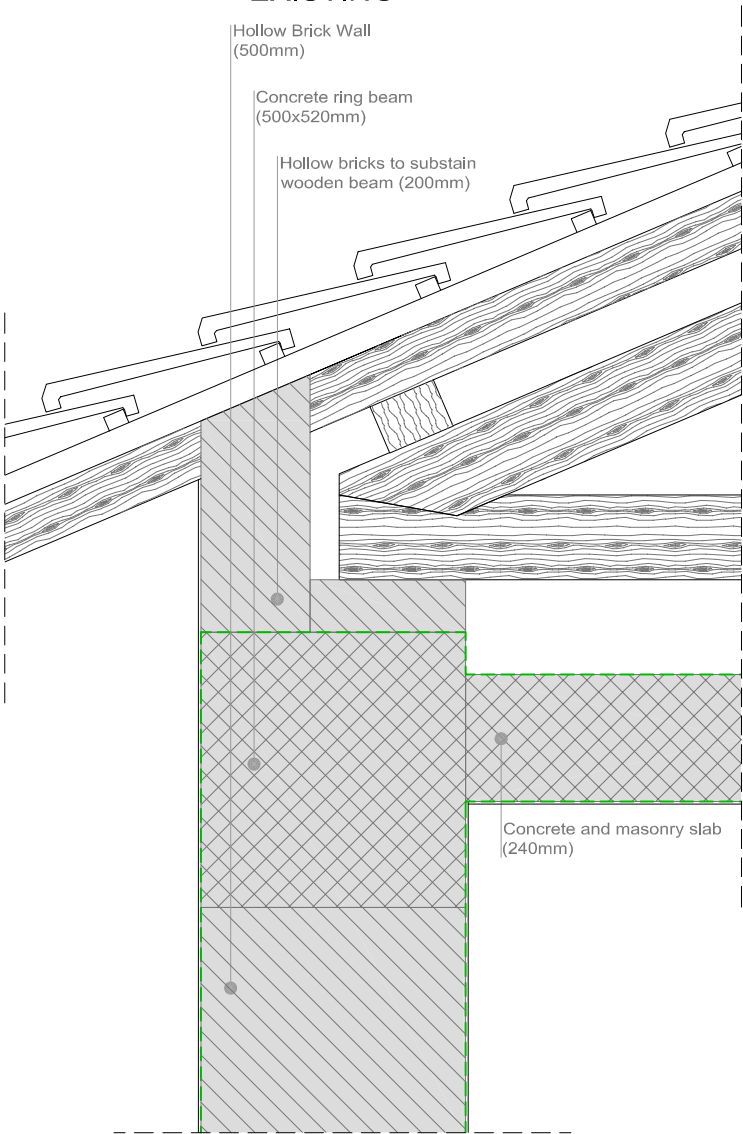 Hollow Brick Wall
(500mm)
Concrete ring beam
(500x520mm)
Hollow bricks to substain
wooden beam (200mm)
Concrete and masonry slab
(240mm)